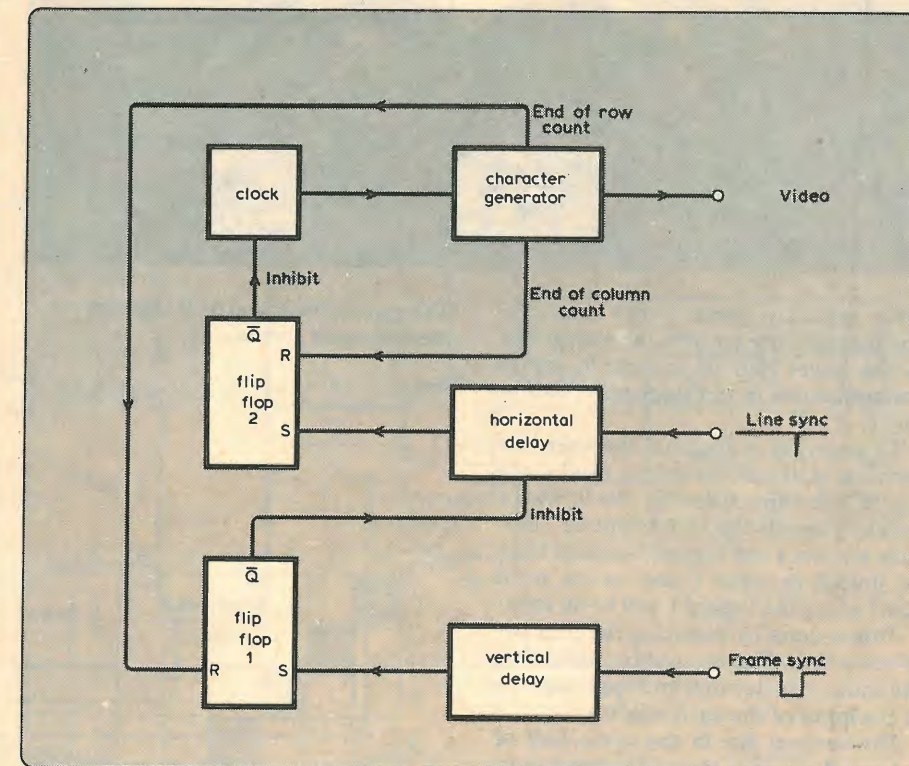 End of row
count
clock
character
generator
Video
Inhibit
End of column
count
Q̅
R
flip
flop
2
S
horizontal
delay
Line sync
Inhibit
Q̅
flip
flop
1
R
S
vertical
delay
Frame sync